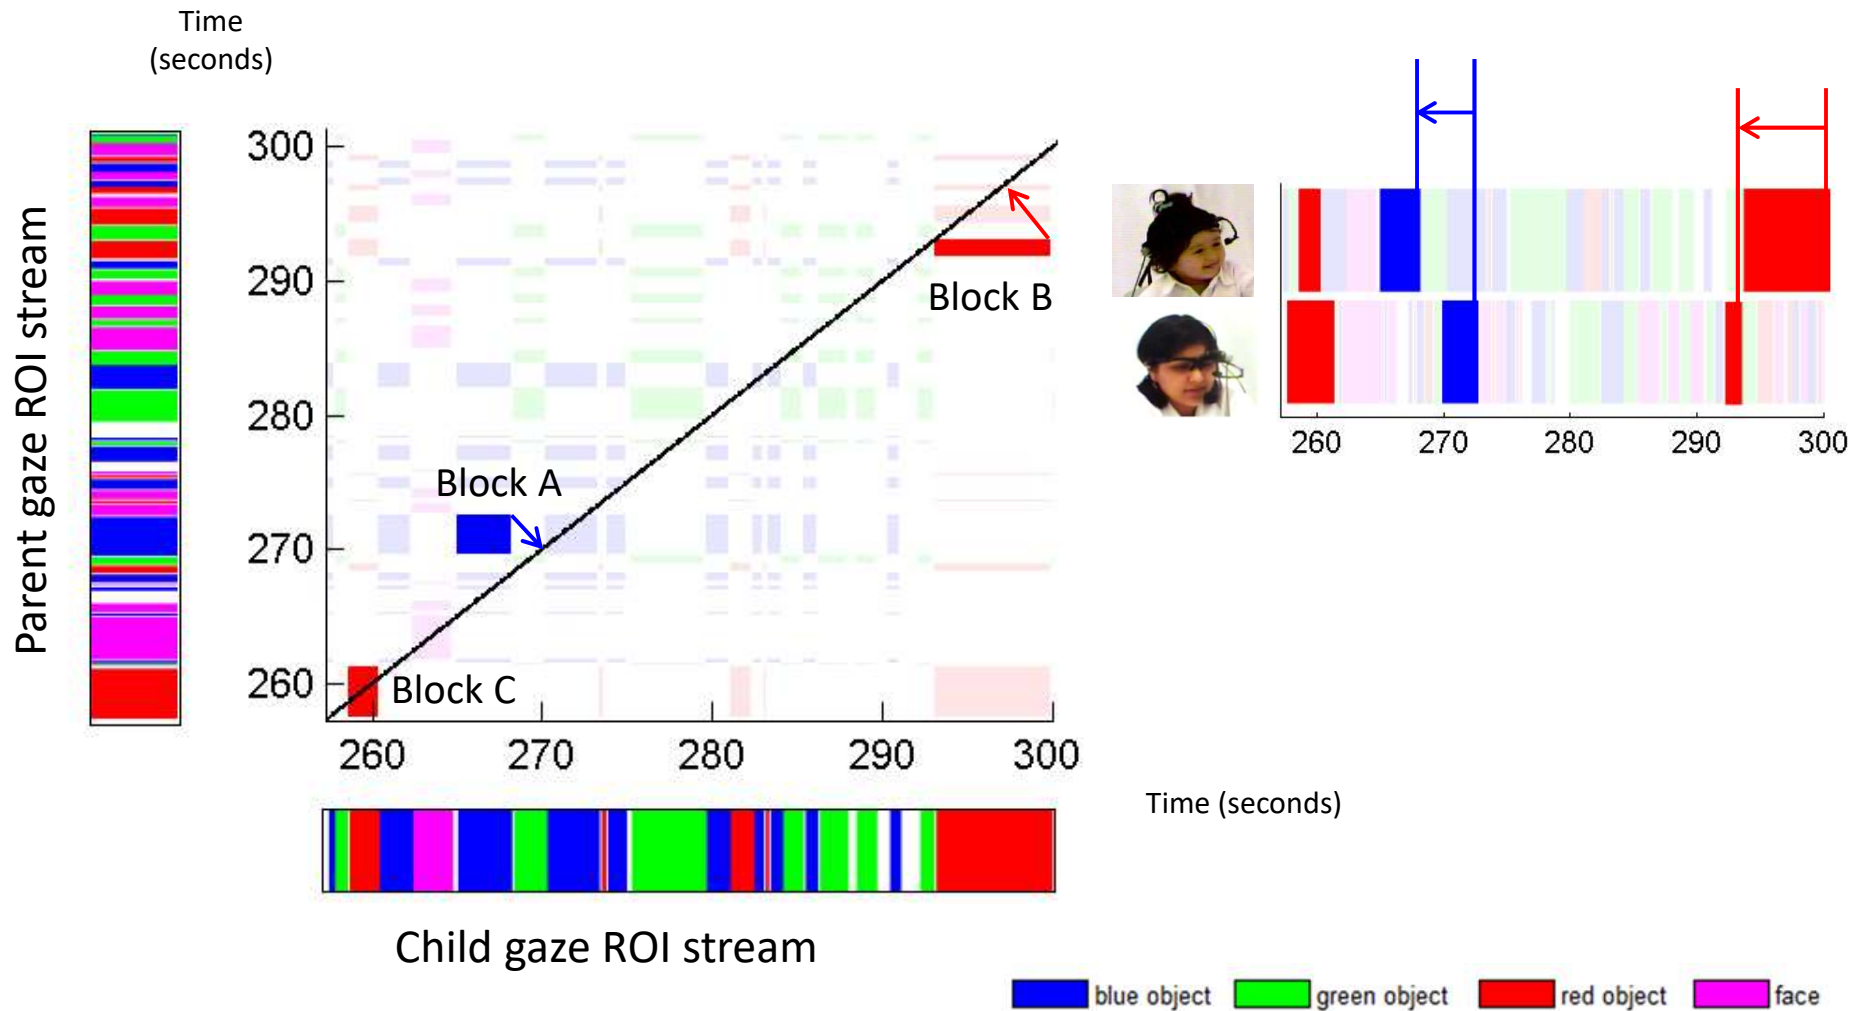 Time
(seconds)
Parent gaze ROI stream
300
290
280
270
260
Block A
Block B
Block C
260 270 280 290 300
Child gaze ROI stream
260 270 280 290 300
Time (seconds)
blue object green object red object face